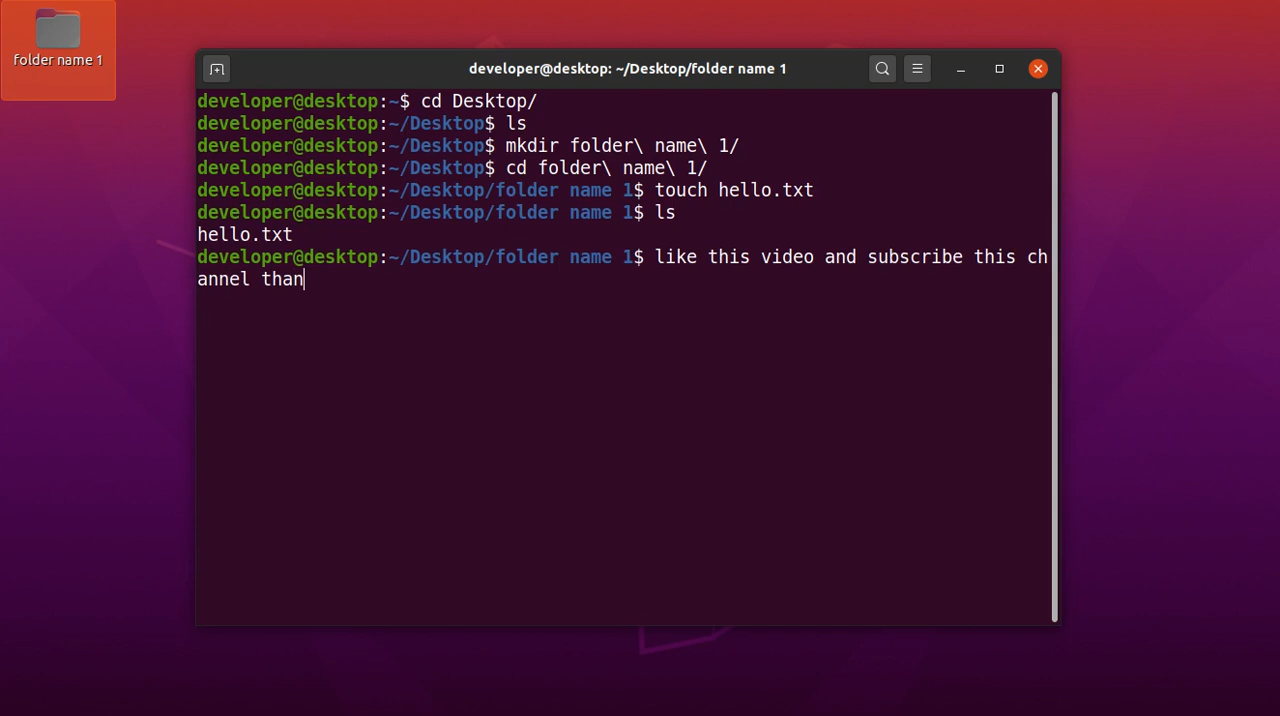 folder name 1
developer@desktop: ~/Desktop/folder name 1
developer@desktop:~$ cd Desktop/
developer@desktop:~/Desktop$ ls
developer@desktop:~/Desktop$ mkdir folder\ name\ 1/
developer@desktop:~/Desktop$ cd folder\ name\ 1/
developer@desktop:~/Desktop/folder name 1$ touch hello.txt
developer@desktop:~/Desktop/folder name 1$ ls
hello.txt
developer@desktop:~/Desktop/folder name 1$ like this video and subscribe this ch
annel than